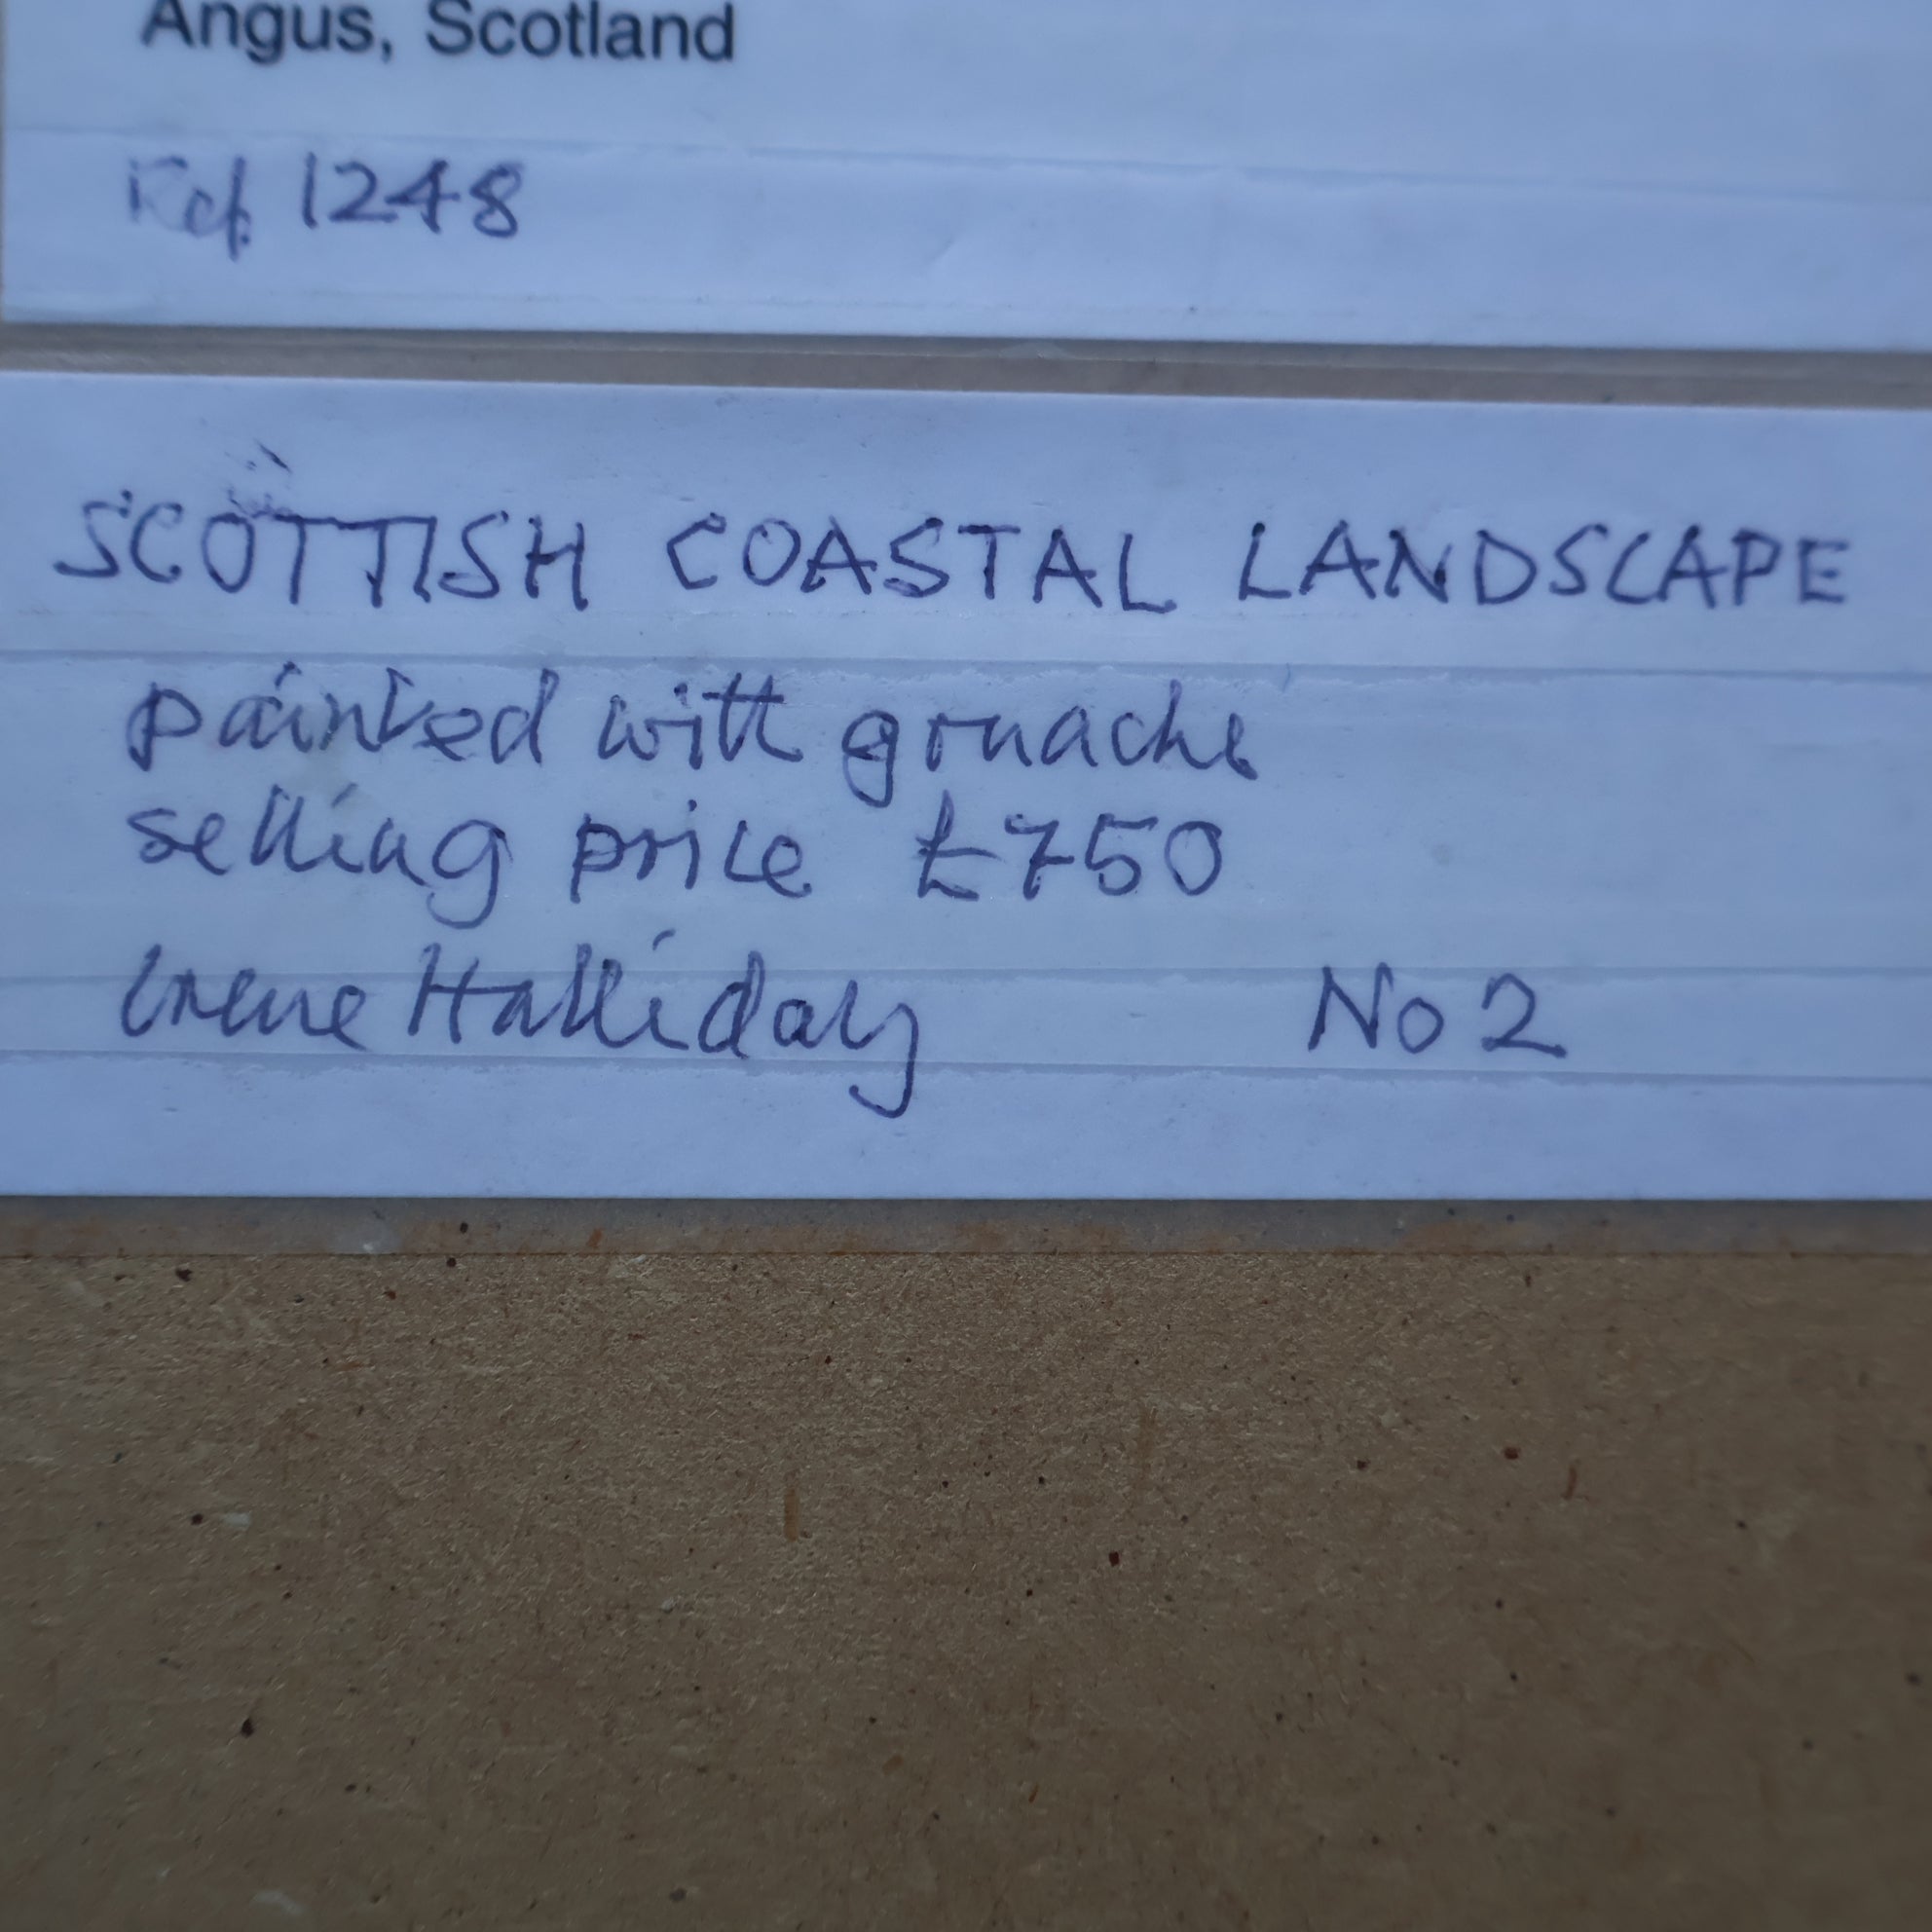 Angus, Scotland
Ref. 1248
SCOTTISH COASTAL LANDSCAPE
painted with gouache
selling price £750
Irene Halliday No 2